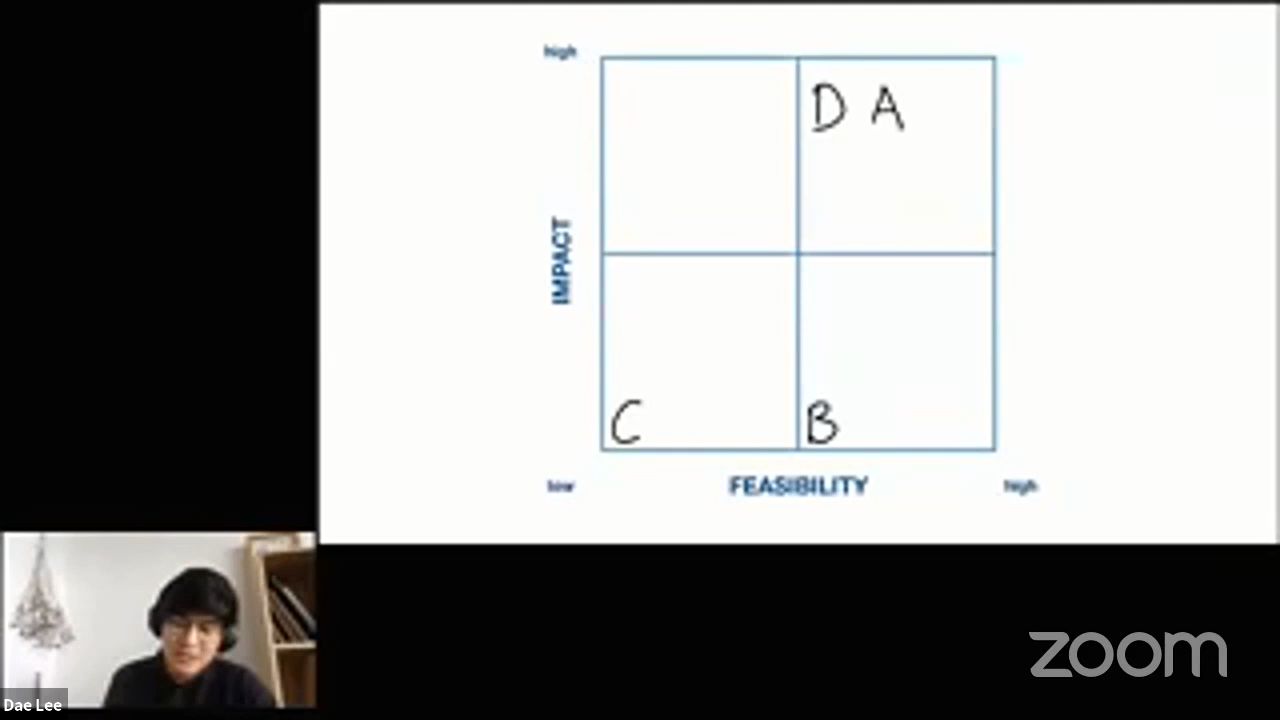 high
D A
IMPACT
C B
low FEASIBILITY high
zoom
Dae Lee